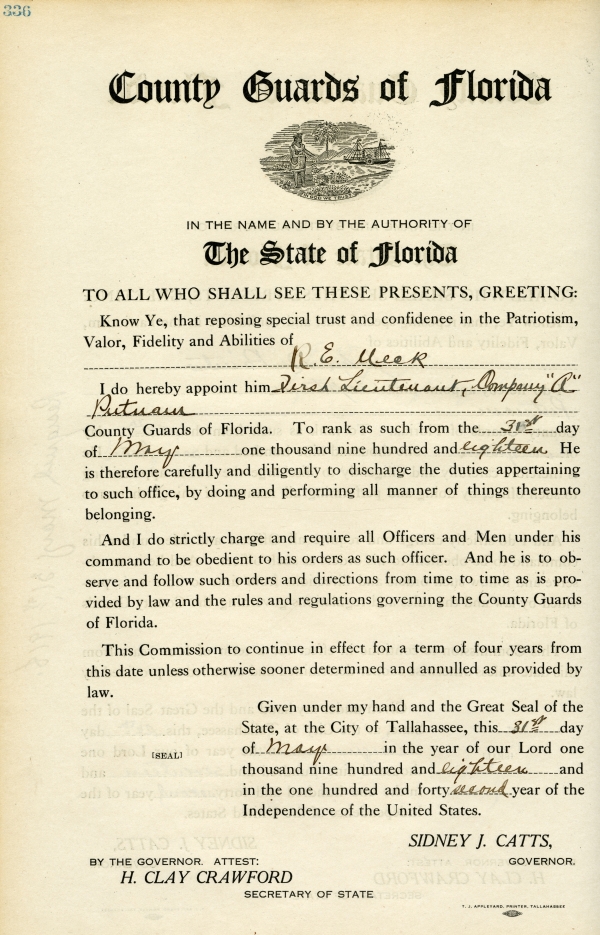 336
County Guards of Florida
IN GOD WE TRUST
IN THE NAME AND BY THE AUTHORITY OF
The State of Florida
TO ALL WHO SHALL SEE THESE PRESENTS, GREETING:
Know Ye, that reposing special trust and confidence in the Patriotism,
Valor, Fidelity and Abilities of
R. E. Meek
I do hereby appoint him First Lieutenant, Company "A"
Putnam
County Guards of Florida. To rank as such from the 31st day
of May one thousand nine hundred and eighteen He
is therefore carefully and diligently to discharge the duties appertaining
to such office, by doing and performing all manner of things thereunto
belonging.
And I do strictly charge and require all Officers and Men under his
command to be obedient to his orders as such officer. And he is to ob-
serve and follow such orders and directions from time to time as is pro-
vided by law and the rules and regulations governing the County Guards
of Florida.
This Commission to continue in effect for a term of four years from
this date unless otherwise sooner determined and annulled as provided by
law.
Given under my hand and the Great Seal of the
State, at the City of Tallahassee, this 31st day
of May in the year of our Lord one
[SEAL]
thousand nine hundred and eighteen and
in the one hundred and forty second year of the
Independence of the United States.
SIDNEY J. CATTS,
BY THE GOVERNOR. ATTEST:
GOVERNOR.
H. CLAY CRAWFORD
SECRETARY OF STATE
T. J. APPLEYARD, PRINTER, TALLAHASSEE